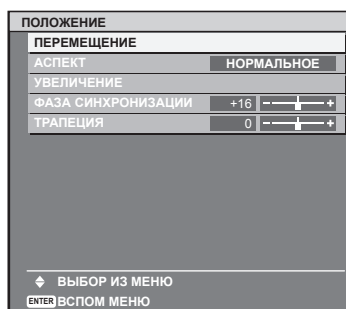 ПОЛОЖЕНИЕ
ПЕРЕМЕЩЕНИЕ
АСПЕКТ НОРМАЛЬНОЕ
УВЕЛИЧЕНИЕ
ФАЗА СИНХРОНИЗАЦИИ +16 - +
ТРАПЕЦИЯ 0 - +
ВЫБОР ИЗ МЕНЮ
ENTER ВСПОМ МЕНЮ